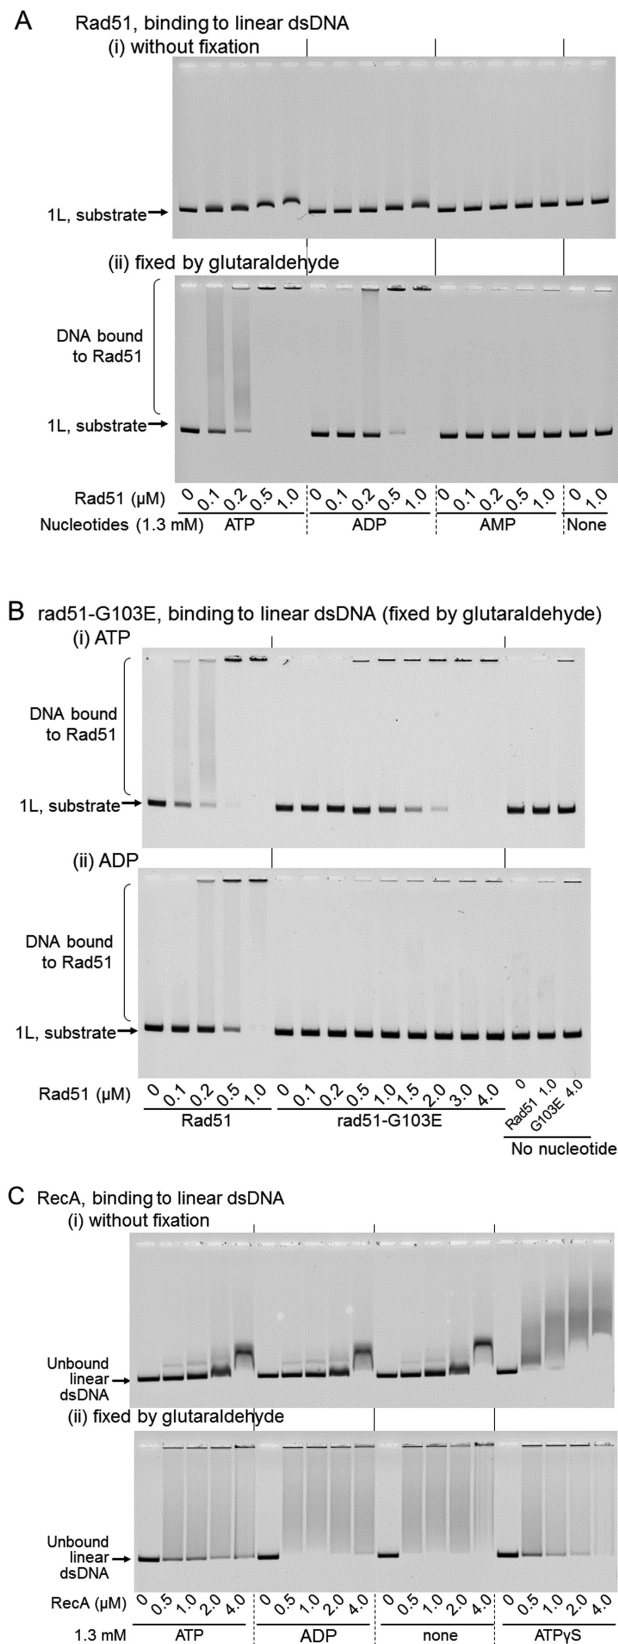 A Rad51, binding to linear dsDNA
(i) without fixation
1L, substrate
(ii) fixed by glutaraldehyde
DNA bound
to Rad51
1L, substrate
Rad51 (μM) 0 0.1 0.2 0.5 1.0 0 0.1 0.2 0.5 1.0 0 0.1 0.2 0.5 1.0 0 1.0
Nucleotides (1.3 mM) ATP ADP AMP None
B rad51-G103E, binding to linear dsDNA (fixed by glutaraldehyde)
(i) ATP
DNA bound
to Rad51
1L, substrate
(ii) ADP
DNA bound
to Rad51
1L, substrate
Rad51 (μM) 0 0.1 0.2 0.5 1.0 0 0.1 0.2 0.5 1.0 1.5 2.0 3.0 4.0 0 Rad51 1.0 G103E 4.0
Rad51 rad51-G103E
No nucleotide
C RecA, binding to linear dsDNA
(i) without fixation
Unbound
linear
dsDNA
(ii) fixed by glutaraldehyde
Unbound
linear
dsDNA
RecA (μM) 0 0.5 1.0 2.0 4.0 0 0.5 1.0 2.0 4.0 0 0.5 1.0 2.0 4.0 0 0.5 1.0 2.0 4.0
1.3 mM ATP ADP none ATPγS